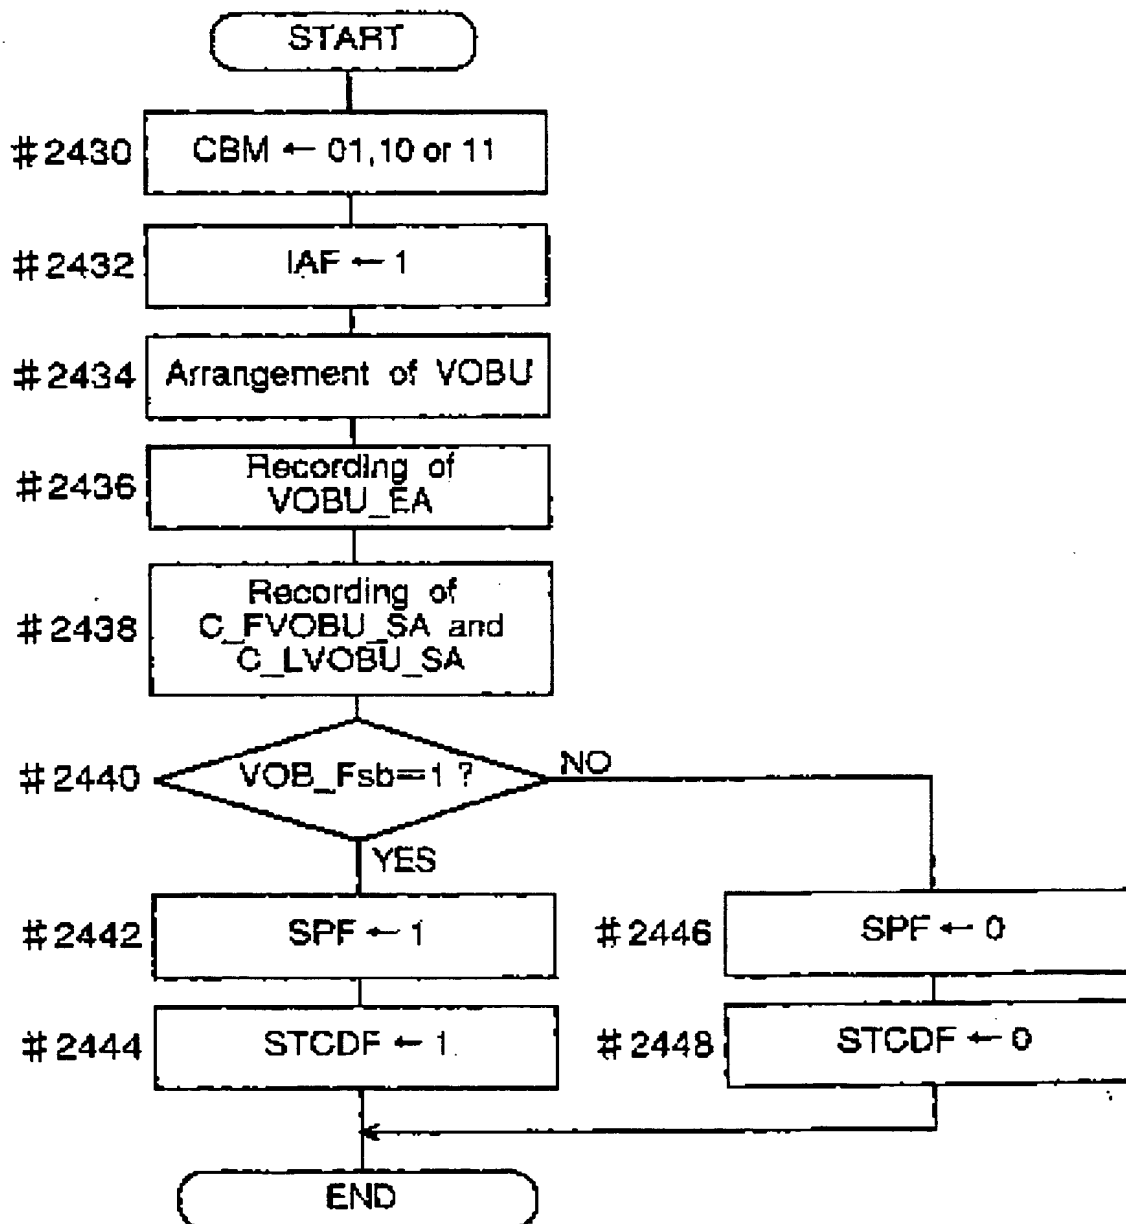 START
#2430
CBM ← 01,10 or 11
#2432
IAF ← 1
#2434
Arrangement of VOBU
#2436
Recording of
VOBU_EA
#2438
Recording of
C_FVOBU_SA and
C_LVOBU_SA
#2440
VOB_Fsb=1 ?
NO
YES
#2442
SPF ← 1
#2446
SPF ← 0
#2444
STCDF ← 1
#2448
STCDF ← 0
END